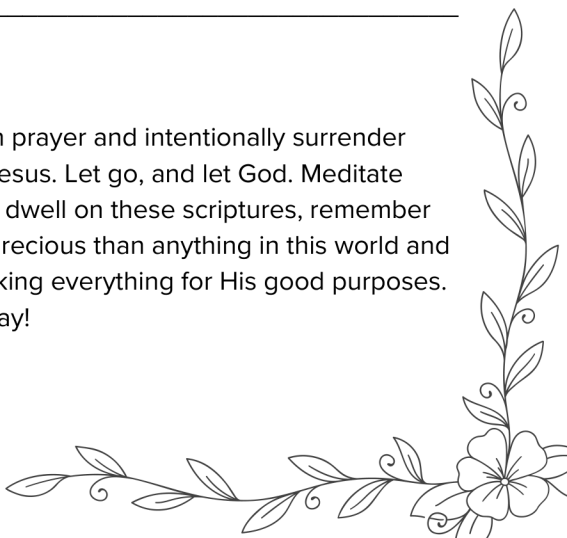 prayer and intentionally surrender
esus. Let go, and let God. Meditate
dwell on these scriptures, remember
recious than anything in this world and
king everything for His good purposes.
ay!